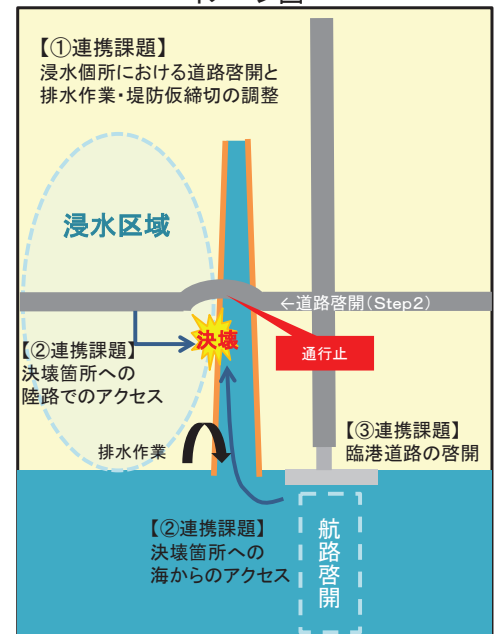 【①連携課題】
浸水個所における道路啓開と
排水作業・堤防仮締切の調整
浸水区域
←道路啓開(Step2)
決壊
通行止
【②連携課題】
決壊箇所への
陸路でのアクセス
【③連携課題】
臨港道路の啓開
排水作業
【②連携課題】
決壊箇所への
海からのアクセス
航路啓開